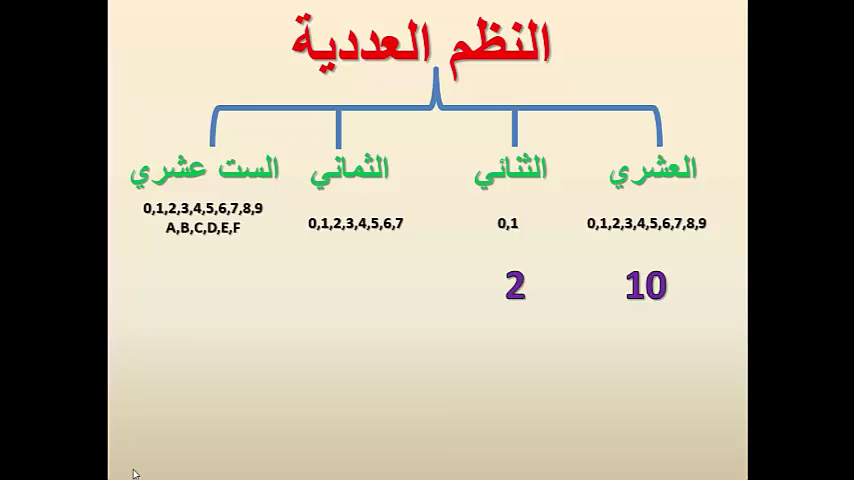 النظم العددية
العشري
الثنائي
الثماني
الست عشري
0,1,2,3,4,5,6,7,8,9
0,1
0,1,2,3,4,5,6,7
0,1,2,3,4,5,6,7,8,9
A,B,C,D,E,F
10
2